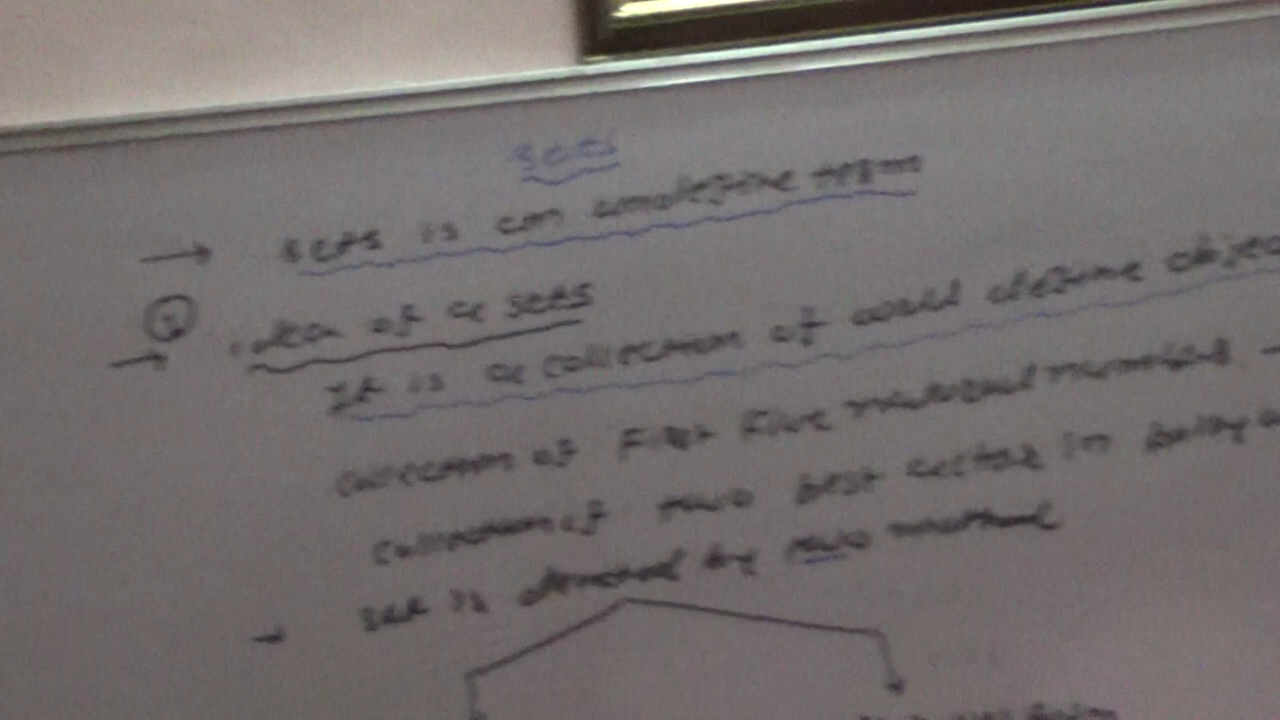 sets
→ sets is an undefine term
idea of a sets
→ It is a collection of well define objec
collection of first five natural numbers -
collection of two best actor in
- set is denoted by two method